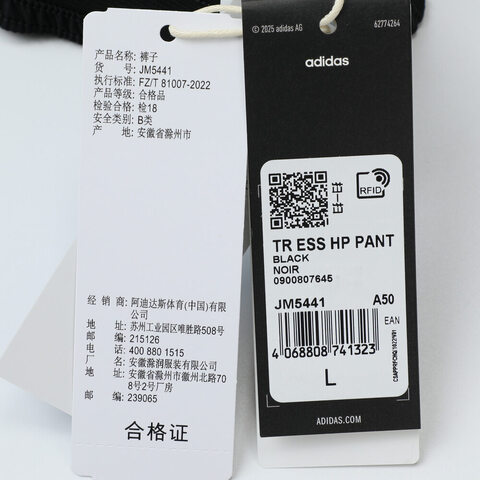 产品名称: 裤子
货 号: JM5441
执行标准: FZ/T 81007-2022
产品等级: 合格品
检验合格: 检18
安全类别: B类
产 地: 安徽省滁州市
经 销 商: 阿迪达斯体育(中国)有限
公司
地 址: 苏州工业园区唯胜路508号
邮 编: 215126
电 话: 400 880 1515
厂 名: 安徽滁润服装有限公司
地 址: 安徽省滁州市徽州北路70
8号2号厂房
邮 编: 239065
合格证
© 2025 adidas AG
62774264
adidas
RFID
TR ESS HP PANT
BLACK
NOIR
0900807645
JM5441 A50
EAN
4 068808 741323
L
ADIDAS.COM